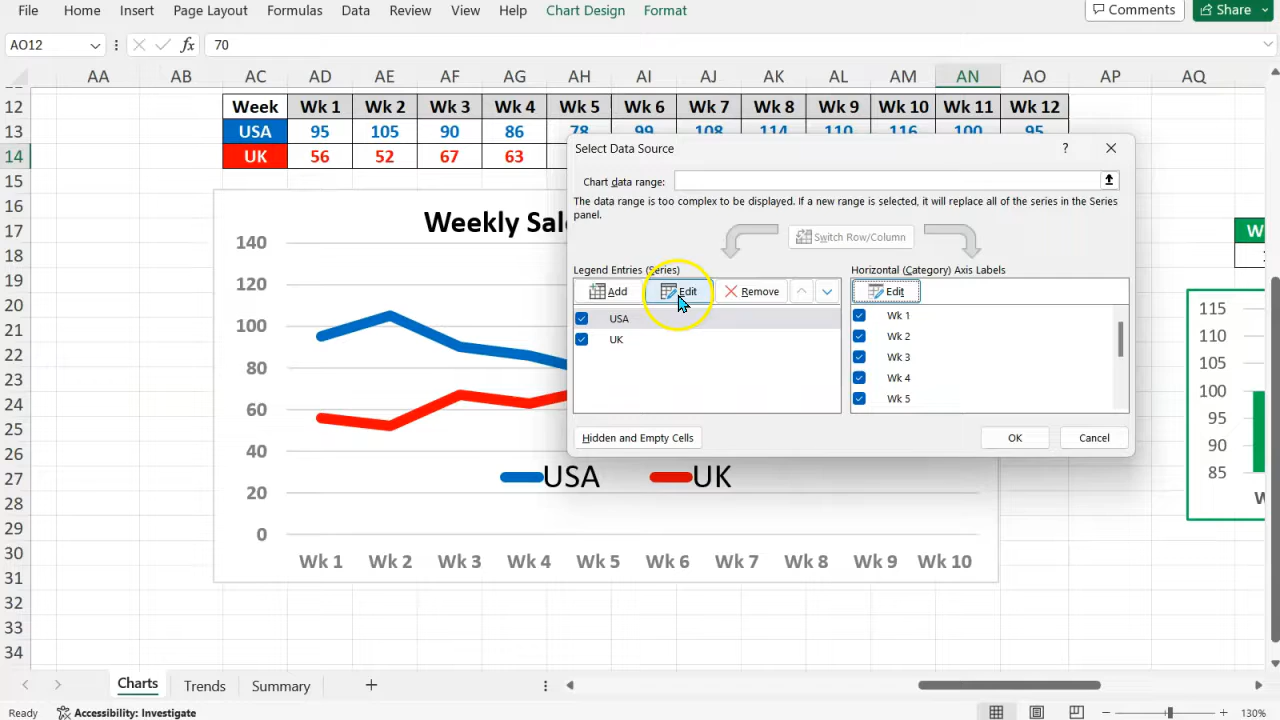 File Home Insert Page Layout Formulas Data Review View Help Chart Design Format Comments Share
AO12 fx 70
AA AB AC AD AE AF AG AH AI AJ AK AL AM AN AO AP AQ
12 Week Wk 1 Wk 2 Wk 3 Wk 4 Wk 5 Wk 6 Wk 7 Wk 8 Wk 9 Wk 10 Wk 11 Wk 12
13 USA 95 105 90 86 78 99 108 114 110 116 100 95
14 UK 56 52 67 63
15
16
17
18
19
20
21
22
23
24
25
26
27
28
29
30
31
32
33
34
Select Data Source ?
Chart data range:
The data range is too complex to be displayed. If a new range is selected, it will replace all of the series in the Series
panel.
Switch Row/Column
Legend Entries (Series)
Add Edit Remove
USA
UK
Horizontal (Category) Axis Labels
Edit
Wk 1
Wk 2
Wk 3
Wk 4
Wk 5
Hidden and Empty Cells OK Cancel
Weekly
140
120
100
80
60
40
20
0
USA UK
Wk 1 Wk 2 Wk 3 Wk 4 Wk 5 Wk 6 Wk 7 Wk 8 Wk 9 Wk 10
115
110
105
100
95
90
85
Charts Trends Summary
Ready Accessibility: Investigate 130%